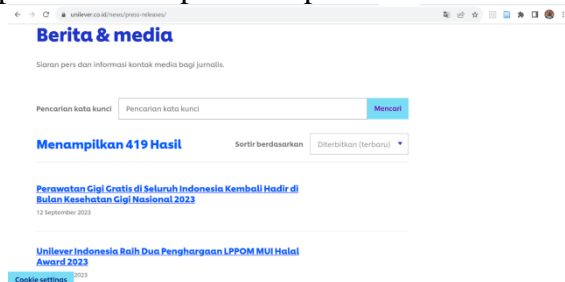 unilever.co.id/news/press-releases/
Berita & media
Siaran pers dan informasi kontak media bagi jurnalis.
Pencarian kata kunci
Pencarian kata kunci
Mencari
Menampilkan 419 Hasil
Sortir berdasarkan
Diterbitkan (terbaru)
Perawatan Gigi Gratis di Seluruh Indonesia Kembali Hadir di
Bulan Kesehatan Gigi Nasional 2023
12 September 2023
Unilever Indonesia Raih Dua Penghargaan LPPOM MUI Halal
Award 2023
2023
Cookie settings